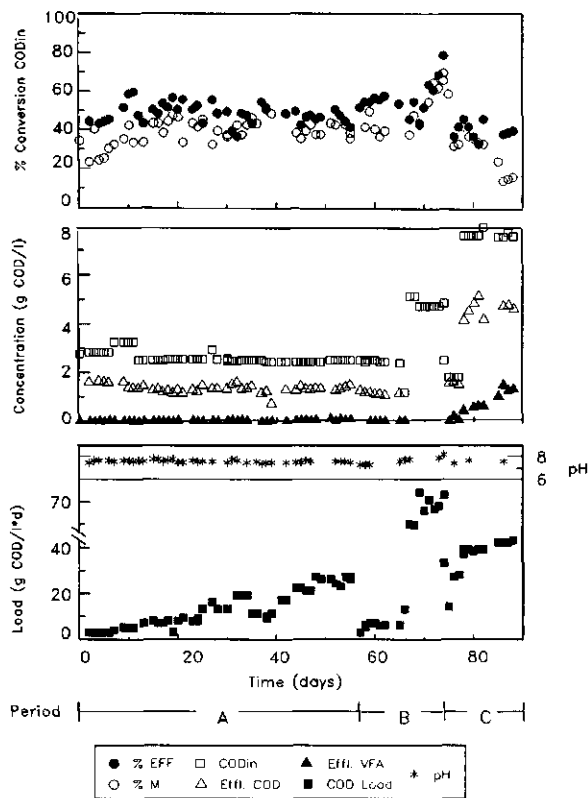 % Conversion CODin
100
80
60
40
20
0
Concentration (g COD/l)
8
6
4
2
0
8
6
pH
Load (g COD/l*d)
70
40
20
0
0 20 40 60 80
Time (days)
Period A B C
% EFF CODin Effl. VFA pH
% M Effl. COD COD Load